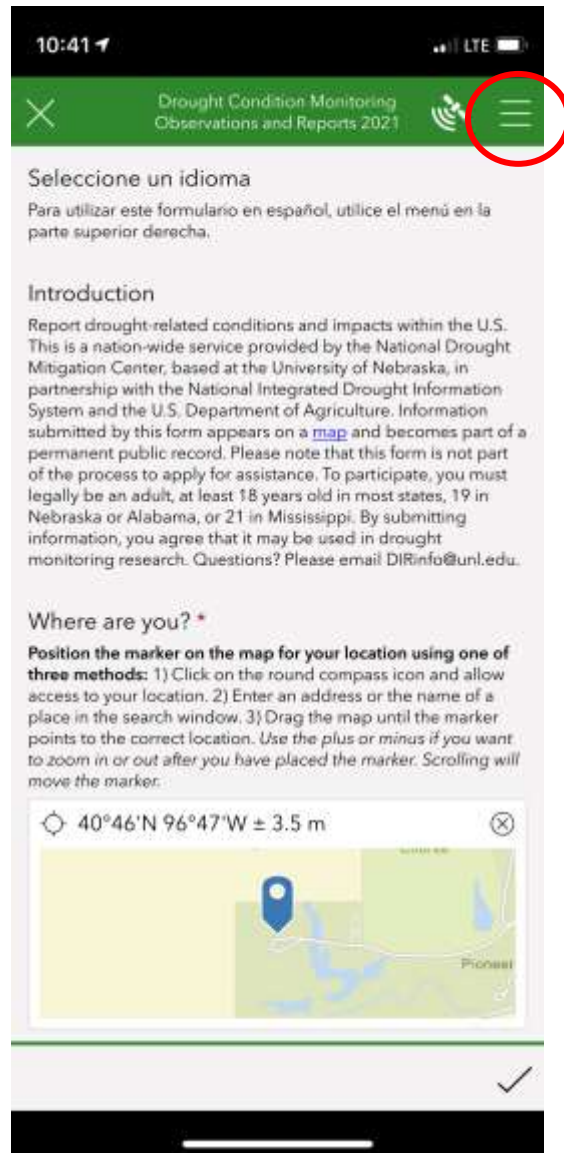 10:41
LTE
Drought Condition Monitoring
Observations and Reports 2021
Seleccione un idioma
Para utilizar este formulario en español, utilice el menú en la
parte superior derecha.
Introduction
Report drought-related conditions and impacts within the U.S.
This is a nation-wide service provided by the National Drought
Mitigation Center, based at the University of Nebraska, in
partnership with the National Integrated Drought Information
System and the U.S. Department of Agriculture. Information
submitted by this form appears on a map and becomes part of a
permanent public record. Please note that this form is not part
of the process to apply for assistance. To participate, you must
legally be an adult, at least 18 years old in most states, 19 in
Nebraska or Alabama, or 21 in Mississippi. By submitting
information, you agree that it may be used in drought
monitoring research. Questions? Please email DIRinfo@unl.edu.
Where are you? *
Position the marker on the map for your location using one of
three methods: 1) Click on the round compass icon and allow
access to your location. 2) Enter an address or the name of a
place in the search window. 3) Drag the map until the marker
points to the correct location. Use the plus or minus if you want
to zoom in or out after you have placed the marker. Scrolling will
move the marker.
40°46'N 96°47'W ± 3.5 m